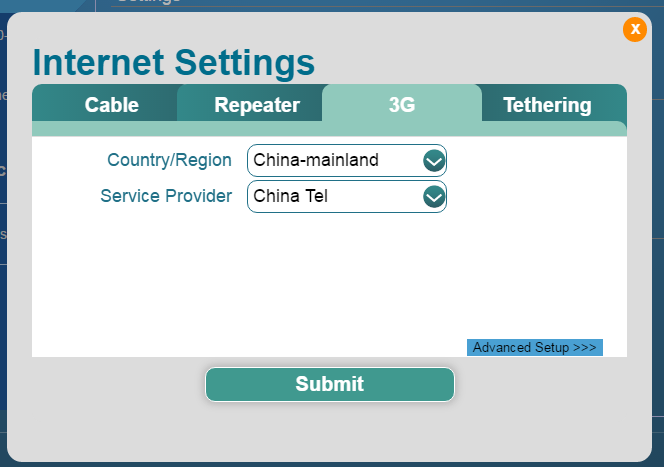 x
Internet Settings
Cable Repeater 3G Tethering
Country/Region China-mainland
Service Provider China Tel
Advanced Setup >>>
Submit